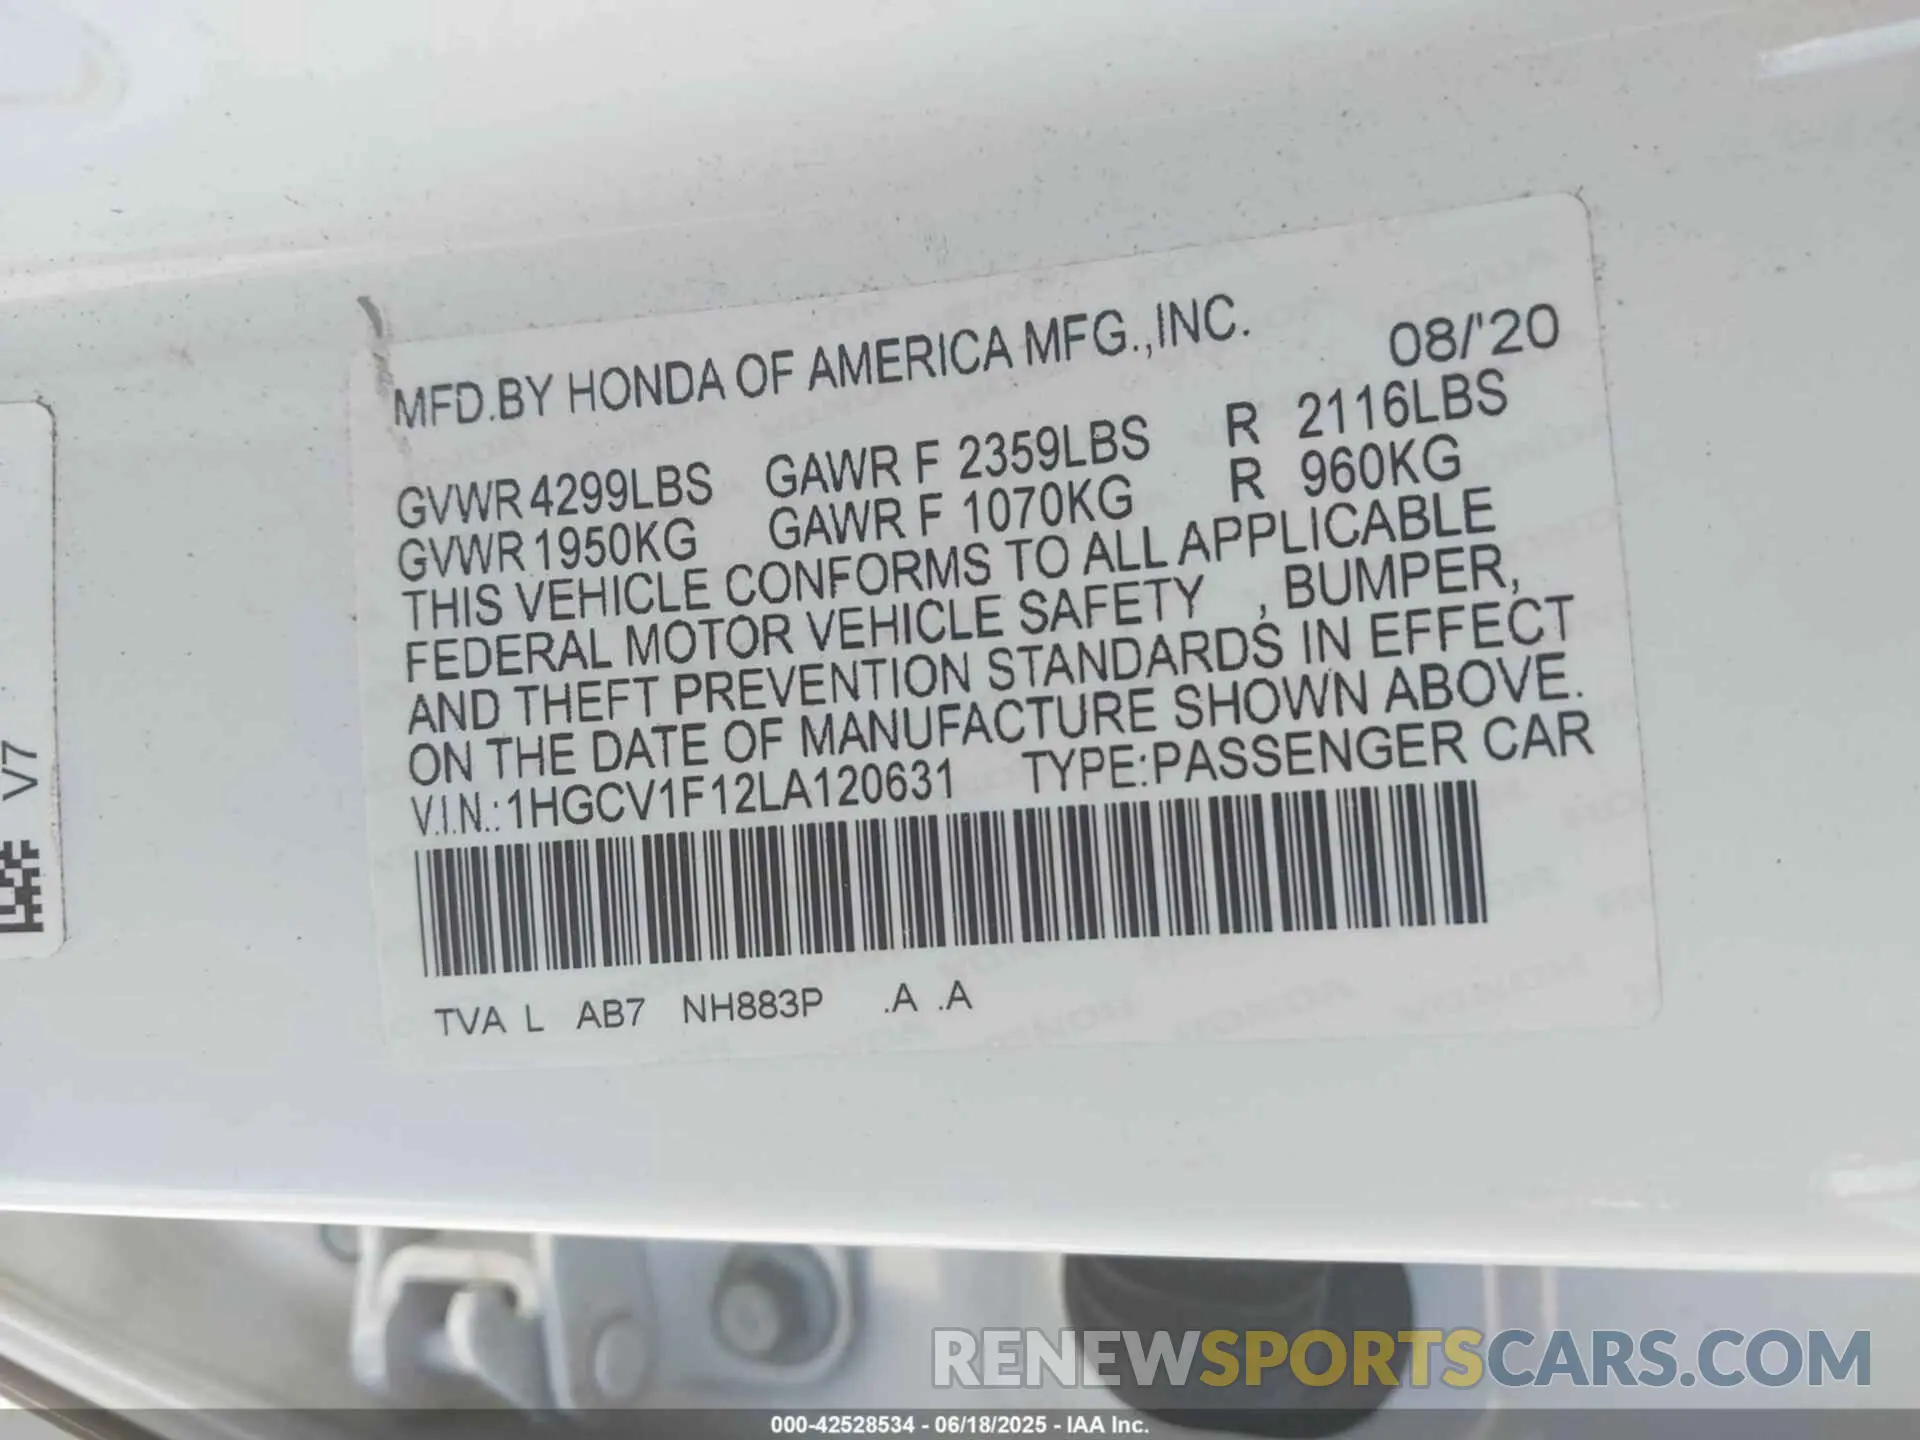 MFD.BY HONDA OF AMERICA MFG.,INC. 08/'20
GVWR 4299LBS GAWR F 2359LBS R 2116LBS
GVWR 1950KG GAWR F 1070KG R 960KG
THIS VEHICLE CONFORMS TO ALL APPLICABLE
FEDERAL MOTOR VEHICLE SAFETY , BUMPER,
AND THEFT PREVENTION STANDARDS IN EFFECT
ON THE DATE OF MANUFACTURE SHOWN ABOVE.
V.I.N.: 1HGCV1F12LA120631 TYPE:PASSENGER CAR
TVA L AB7 NH883P .A .A
V7
RENEWSPORTSCARS.COM
000-42528534 - 06/18/2025 - IAA Inc.